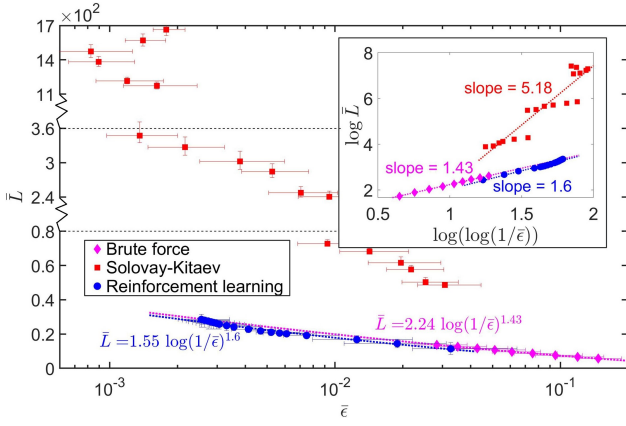 ×10²
17
14
11
3.6
3
2.4
0.8
0.6
0.4
0.2
0
L̄
10⁻³
10⁻²
10⁻¹
ε̄
Brute force
Solovay-Kitaev
Reinforcement learning
L̄ =1.55 log(1/ε̄)^1.6
L̄ =2.24 log(1/ε̄)^1.43
8
6
4
2
log L̄
0.5
1
1.5
2
log(log(1/ε̄))
slope = 5.18
slope = 1.43
slope = 1.6